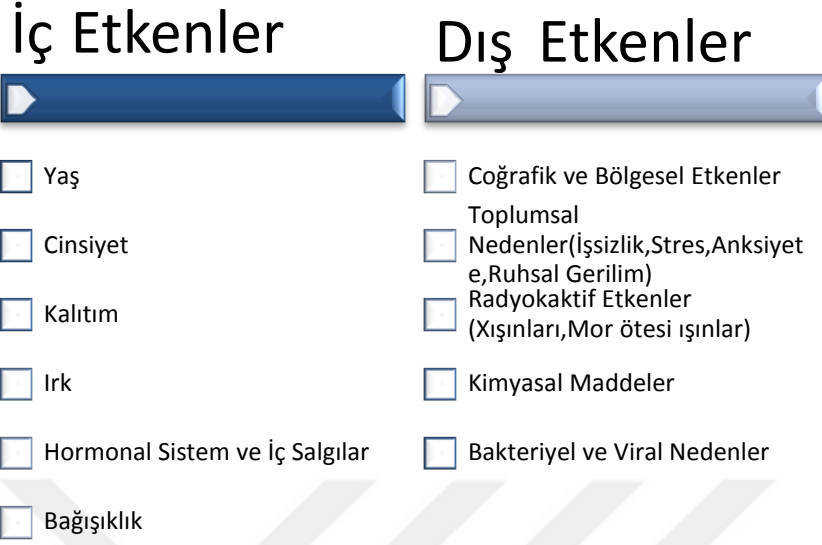 İç Etkenler
Yaş
Cinsiyet
Kalıtım
Irk
Hormonal Sistem ve İç Salgılar
Bağışıklık
Dış Etkenler
Coğrafik ve Bölgesel Etkenler
Toplumsal
Nedenler(İşsizlik,Stres,Anksiyet
e,Ruhsal Gerilim)
Radyokaktif Etkenler
(Xışınları,Mor ötesi ışınlar)
Kimyasal Maddeler
Bakteriyel ve Viral Nedenler